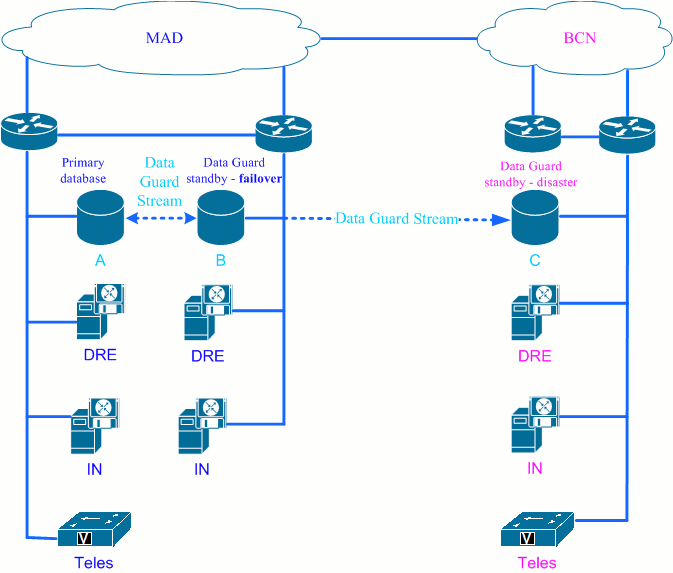 MAD
BCN
Primary
database
Data
Guard
Stream
Data Guard
standby - failover
Data Guard
standby - disaster
Data Guard Stream
A
B
C
DRE
DRE
DRE
IN
IN
IN
V
Teles
V
Teles